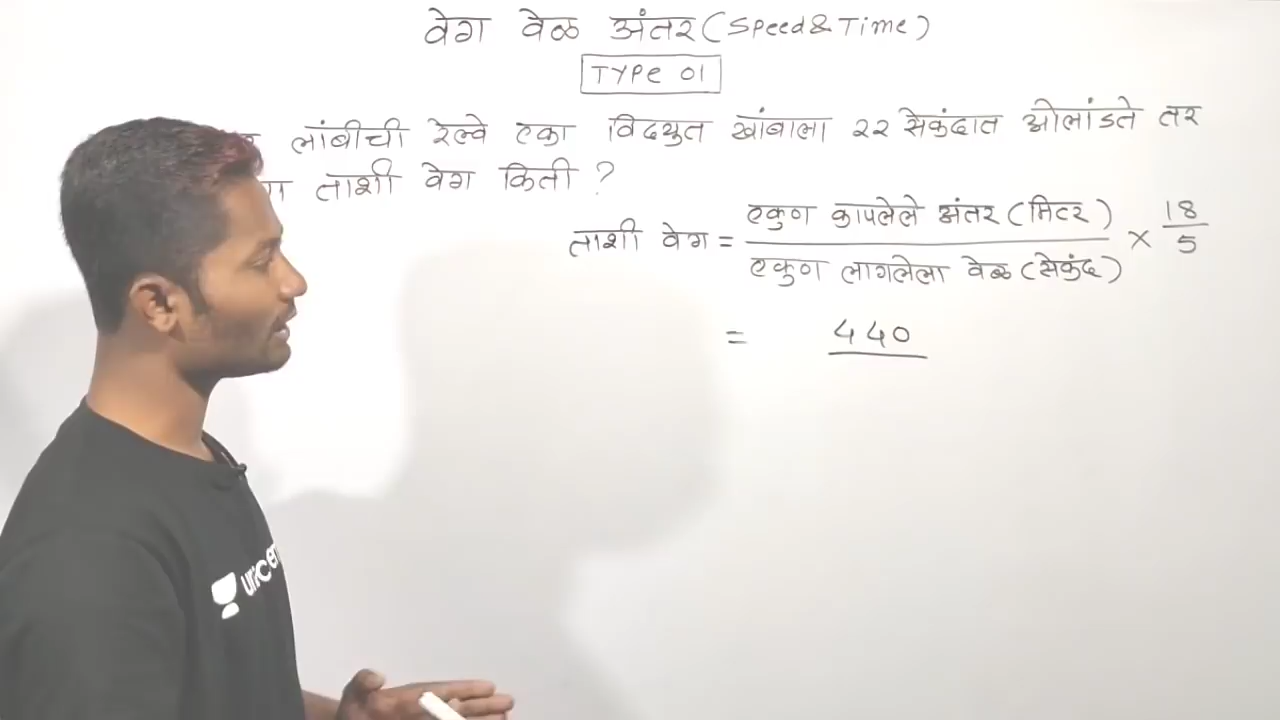 वेग वेळ अंतर (Speed & Time)
TYPE 01
लांबीची रेल्वे एका विद्युत खांबाला २२ सेकंदात ओलांडते तर
ताशी वेग किती ?
ताशी वेग = एकुण कापलेले अंतर (मिटर) × 18
एकुण लागलेला वेळ (सेकुंद) 5
= ४४०